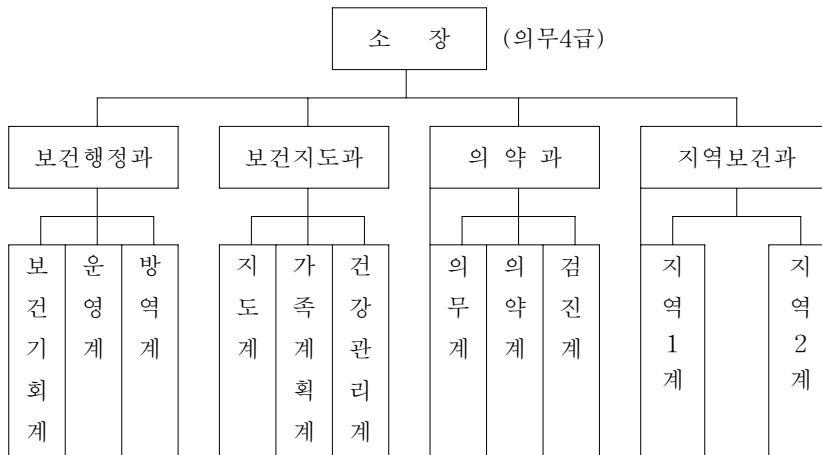 소 장 (의무4급)
보건행정과 보건지도과 의 약 과 지역보건과
보건기회계 운영계 방역계 지도계 가족계획계 건강관리계 의무계 의약계 검진계 지역1계 지역2계